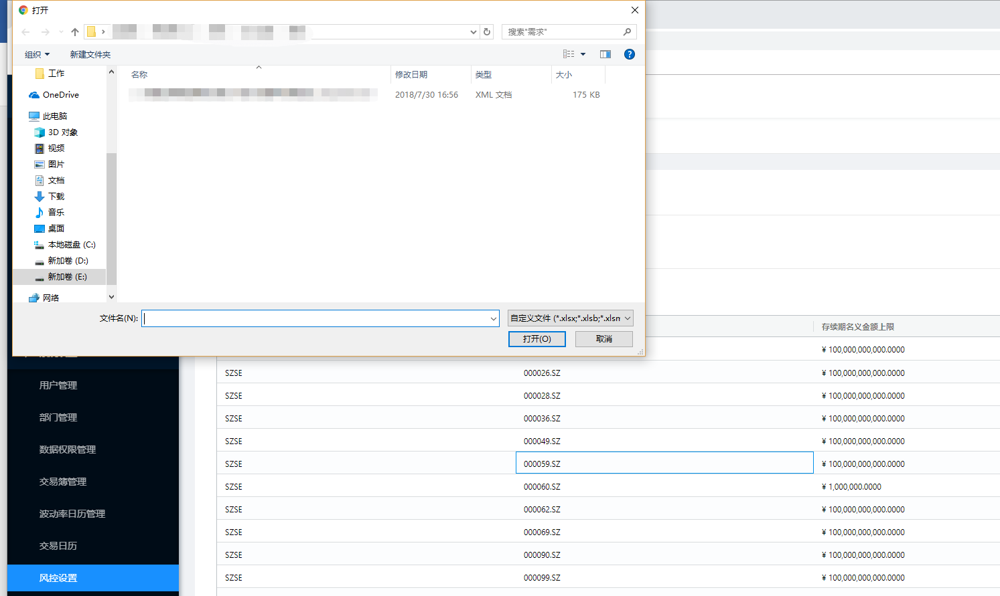 打开
搜索"需求"
组织
新建文件夹
名称
修改日期
类型
大小
2018/7/30 16:56
XML 文档
175 KB
工作
OneDrive
此电脑
3D 对象
视频
图片
文档
下载
音乐
桌面
本地磁盘 (C:)
新加卷 (D:)
新加卷 (E:)
网络
文件名(N):
自定义文件 (*.xlsx;*.xlsb;*.xlsm
打开(O)
取消
用户管理
部门管理
数据权限管理
交易簿管理
波动率日历管理
交易日历
风控设置
存续期名义金额上限
¥ 100,000,000,000.0000
SZSE 000026.SZ ¥ 100,000,000,000.0000
SZSE 000028.SZ ¥ 100,000,000,000.0000
SZSE 000036.SZ ¥ 100,000,000,000.0000
SZSE 000049.SZ ¥ 100,000,000,000.0000
SZSE 000059.SZ ¥ 100,000,000,000.0000
SZSE 000060.SZ ¥ 1,000,000.0000
SZSE 000062.SZ ¥ 100,000,000,000.0000
SZSE 000069.SZ ¥ 100,000,000,000.0000
SZSE 000090.SZ ¥ 100,000,000,000.0000
SZSE 000099.SZ ¥ 100,000,000,000.0000